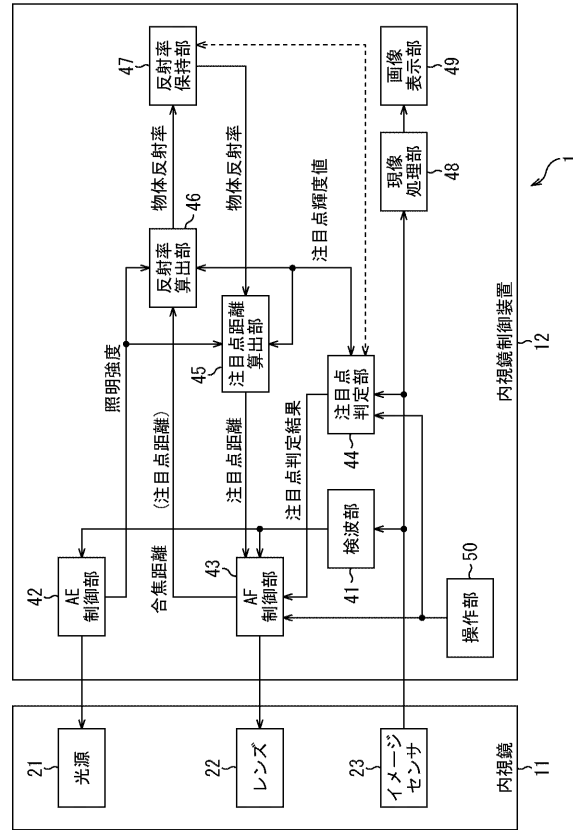 1
内視鏡
11
21
光源
22
レンズ
23
イメージ
センサ
内視鏡制御装置
12
42
AE
制御部
照明強度
合焦距離
(注目点距離)
43
AF
制御部
注目点距離
注目点判定結果
41
検波部
50
操作部
44
注目点
判定部
45
注目点距離
算出部
46
反射率
算出部
注目点輝度値
物体反射率
物体反射率
47
反射率
保持部
48
現像
処理部
49
画像
表示部